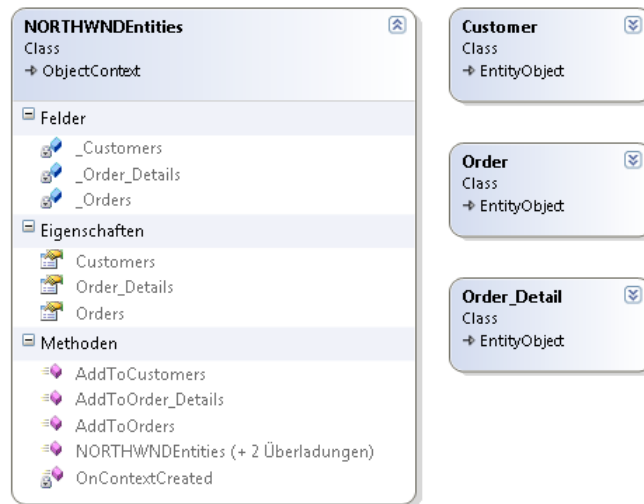 NORTHWNDEntities
Class
ObjectContext
Felder
_Customers
_Order_Details
_Orders
Eigenschaften
Customers
Order_Details
Orders
Methoden
AddToCustomers
AddToOrder_Details
AddToOrders
NORTHWNDEntities (+ 2 Überladungen)
OnContextCreated
Customer
Class
EntityObject
Order
Class
EntityObject
Order_Detail
Class
EntityObject